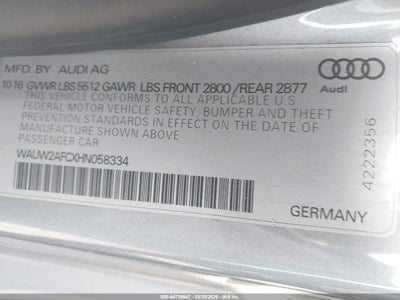 MFD. BY AUDI AG
10 16 GVWR LBS 5512 GAWR LBS FRONT 2800 /REAR 2877
THIS VEHICLE CONFORMS TO ALL APPLICABLE U S
FEDERAL MOTOR VEHICLE SAFETY, BUMPER AND THEFT
PREVENTION STANDARDS IN EFFECT ON THE DATE OF
MANUFACTURE SHOWN ABOVE
PASSENGER CAR
WAUW2AFCXHN058334
Audi
4222356